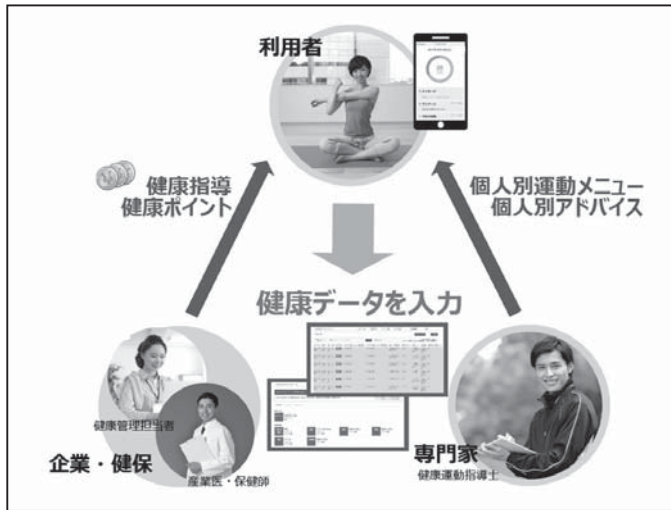 利用者
健康指導
健康ポイント
個人別運動メニュー
個人別アドバイス
健康データを入力
健康管理担当者
企業・健保
産業医・保健師
専門家
健康運動指導士